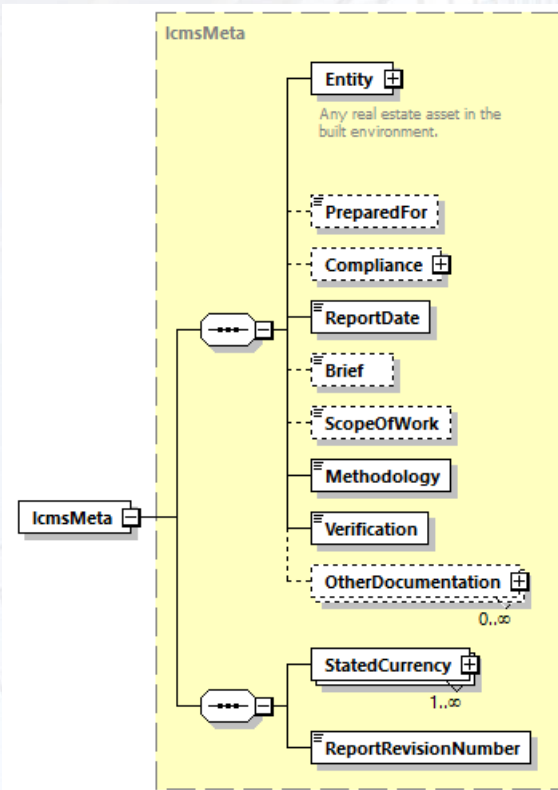 IcmsMeta
Entity
Any real estate asset in the
built environment.
PreparedFor
Compliance
ReportDate
Brief
ScopeOfWork
Methodology
IcmsMeta
Verification
OtherDocumentation
0..∞
StatedCurrency
1..∞
ReportRevisionNumber